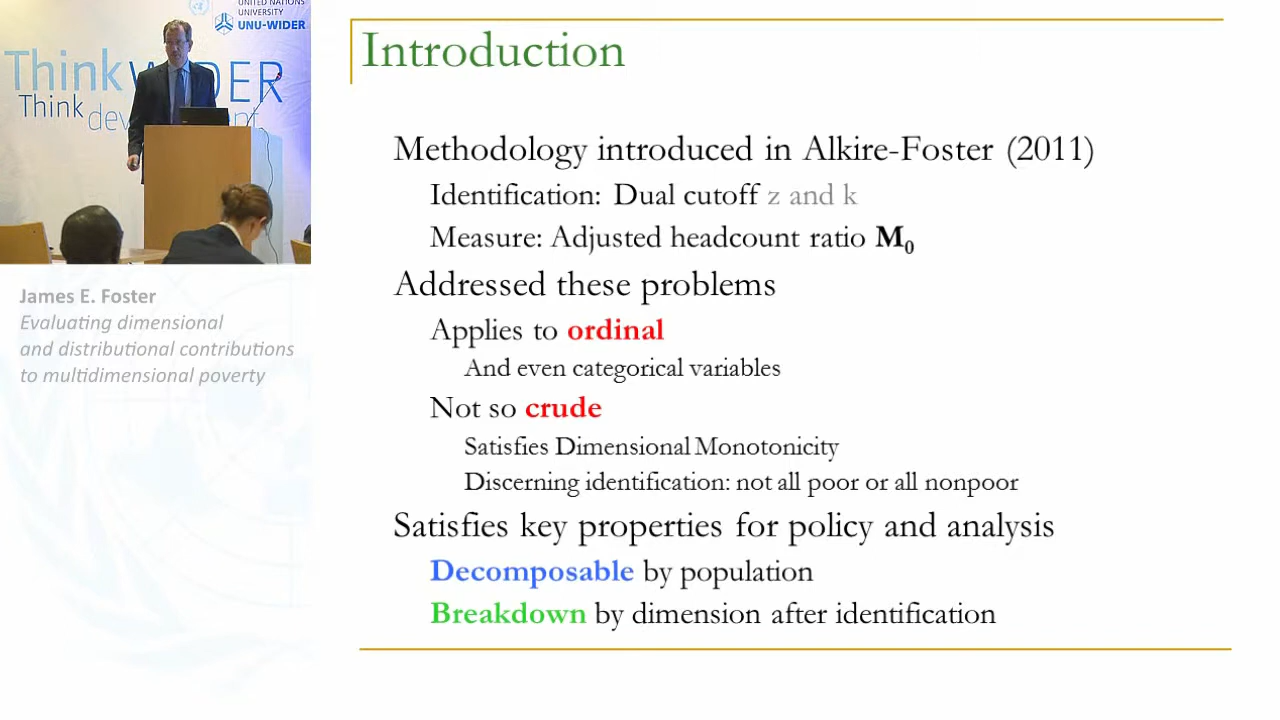 UNITED NATIONS
UNIVERSITY
UNU-WIDER
Think WIDER
Think development
James E. Foster
Evaluating dimensional
and distributional contributions
to multidimensional poverty
Introduction
Methodology introduced in Alkire-Foster (2011)
Identification: Dual cutoff z and k
Measure: Adjusted headcount ratio M₀
Addressed these problems
Applies to ordinal
And even categorical variables
Not so crude
Satisfies Dimensional Monotonicity
Discerning identification: not all poor or all nonpoor
Satisfies key properties for policy and analysis
Decomposable by population
Breakdown by dimension after identification